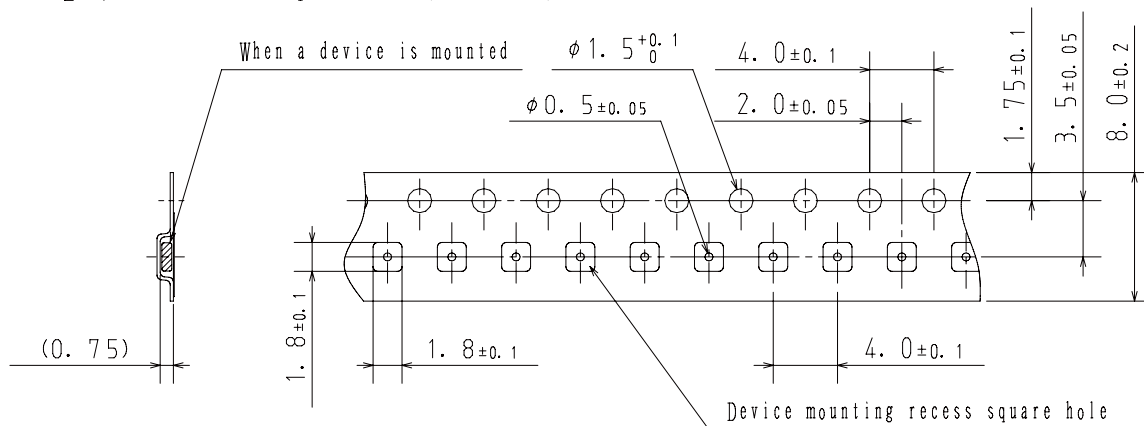 When a device is mounted
φ1.5 +0.1 0
4.0±0.1
φ0.5±0.05
2.0±0.05
1.75±0.1
3.5±0.05
8.0±0.2
(0.75)
1.8±0.1
1.8±0.1
4.0±0.1
Device mounting recess square hole